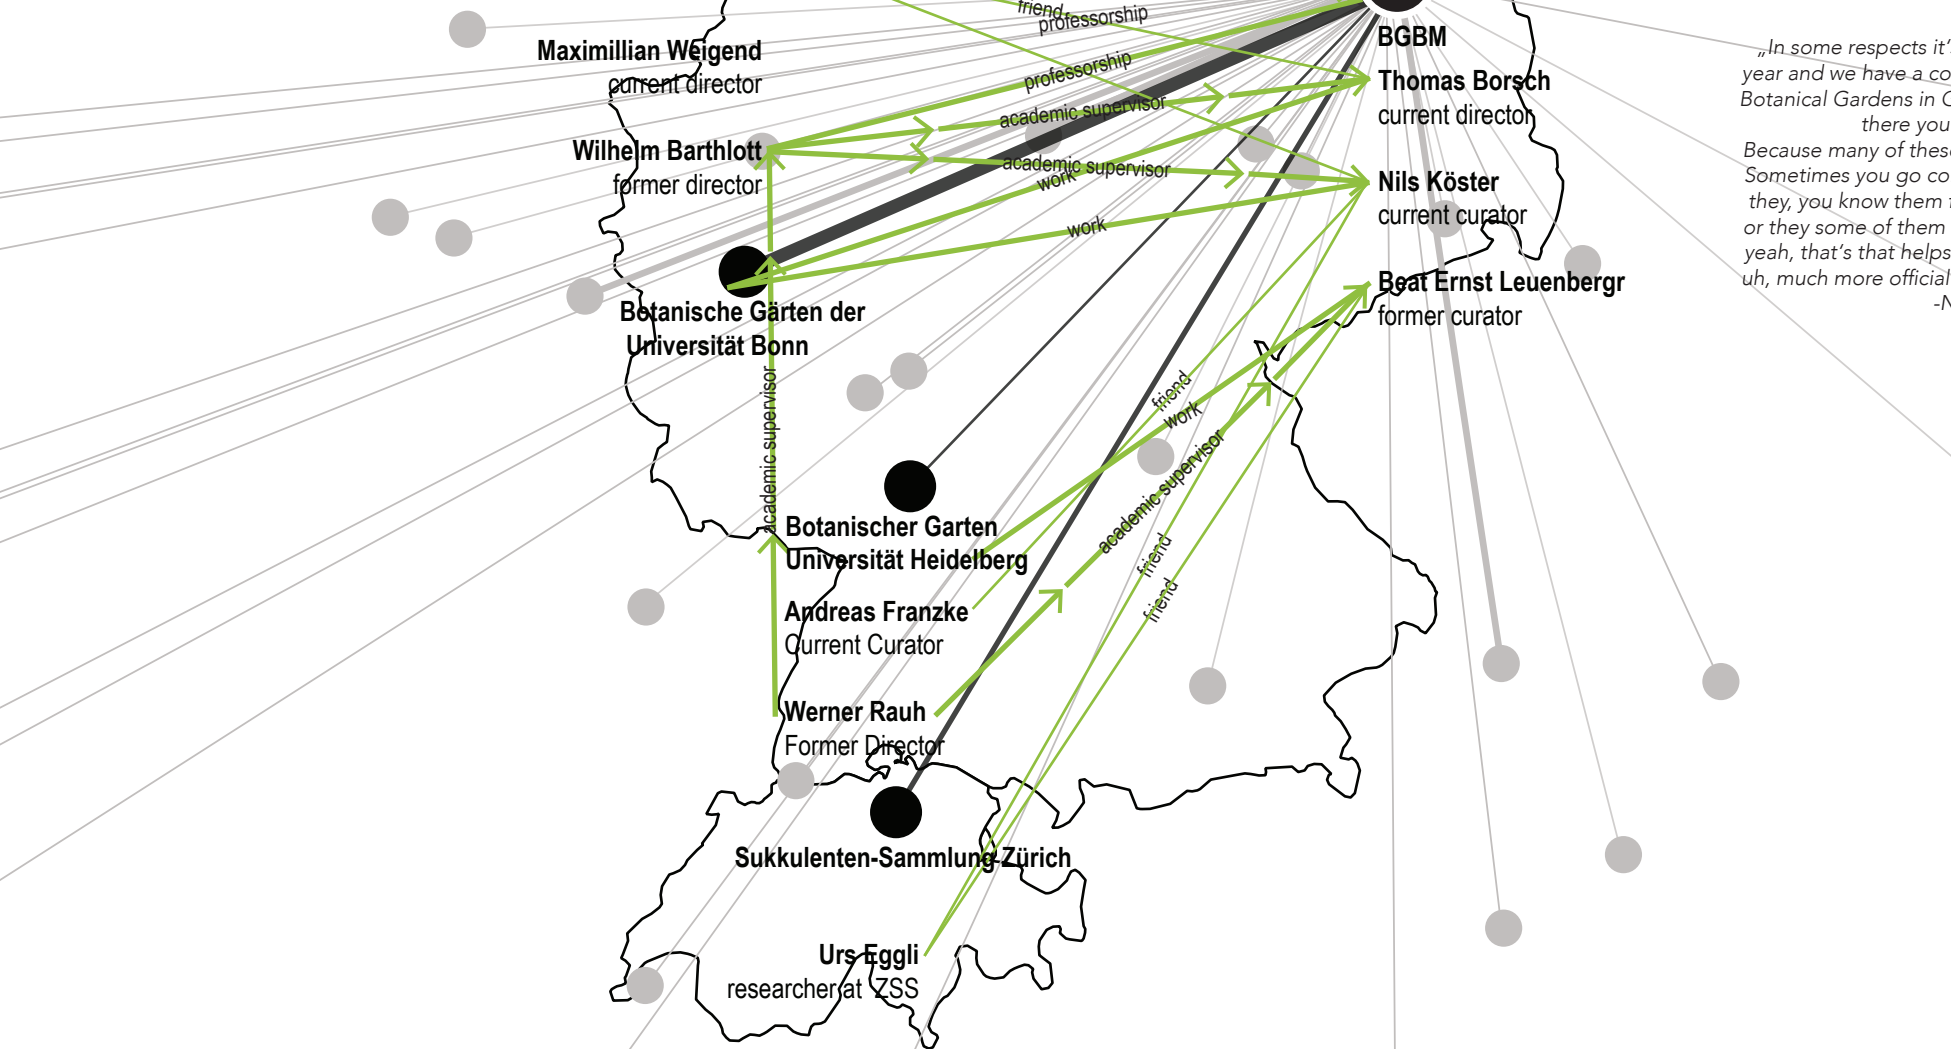 friend
professorship
professorship
academic supervisor
academic supervisor
work
work
Maximillian Weigend
current director
Wilhelm Barthlott
former director
Botanische Gärten der
Universität Bonn
academic supervisor
BGBM
Thomas Borsch
current director
Nils Köster
current curator
Beat Ernst Leuenbergr
former curator
friend
work
academic supervisor
friend
friend
Botanischer Garten
Universität Heidelberg
Andreas Franzke
Current Curator
Werner Rauh
Former Director
Sukkulenten-Sammlung Zürich
Urs Eggli
researcher at ZSS
„In some respects it'
year and we have a co
Botanical Gardens in
there you
Because many of these
Sometimes you go co
they, you know them
or they some of them
yeah, that's that helps
uh, much more official